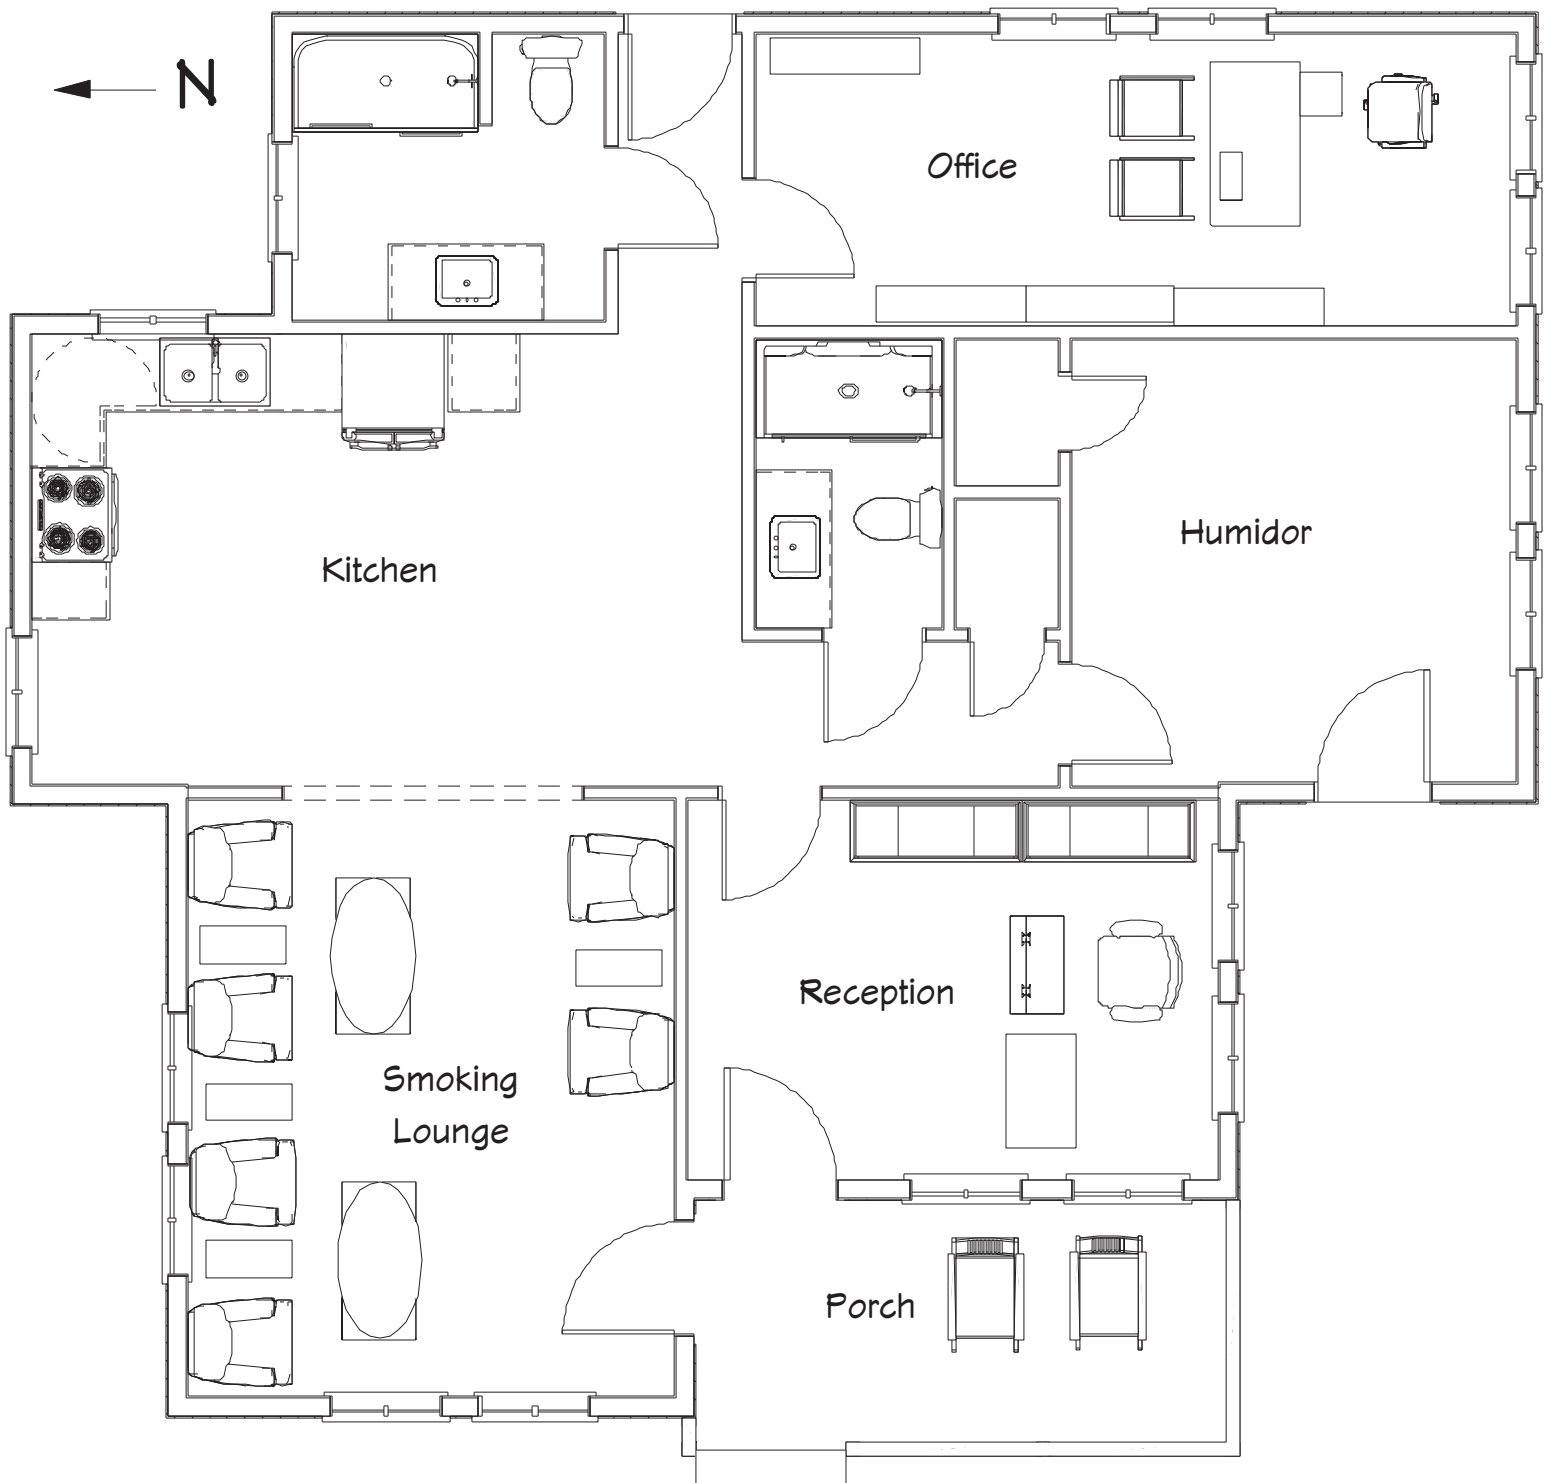 N
Office
Kitchen
Humidor
Reception
Smoking
Lounge
Porch